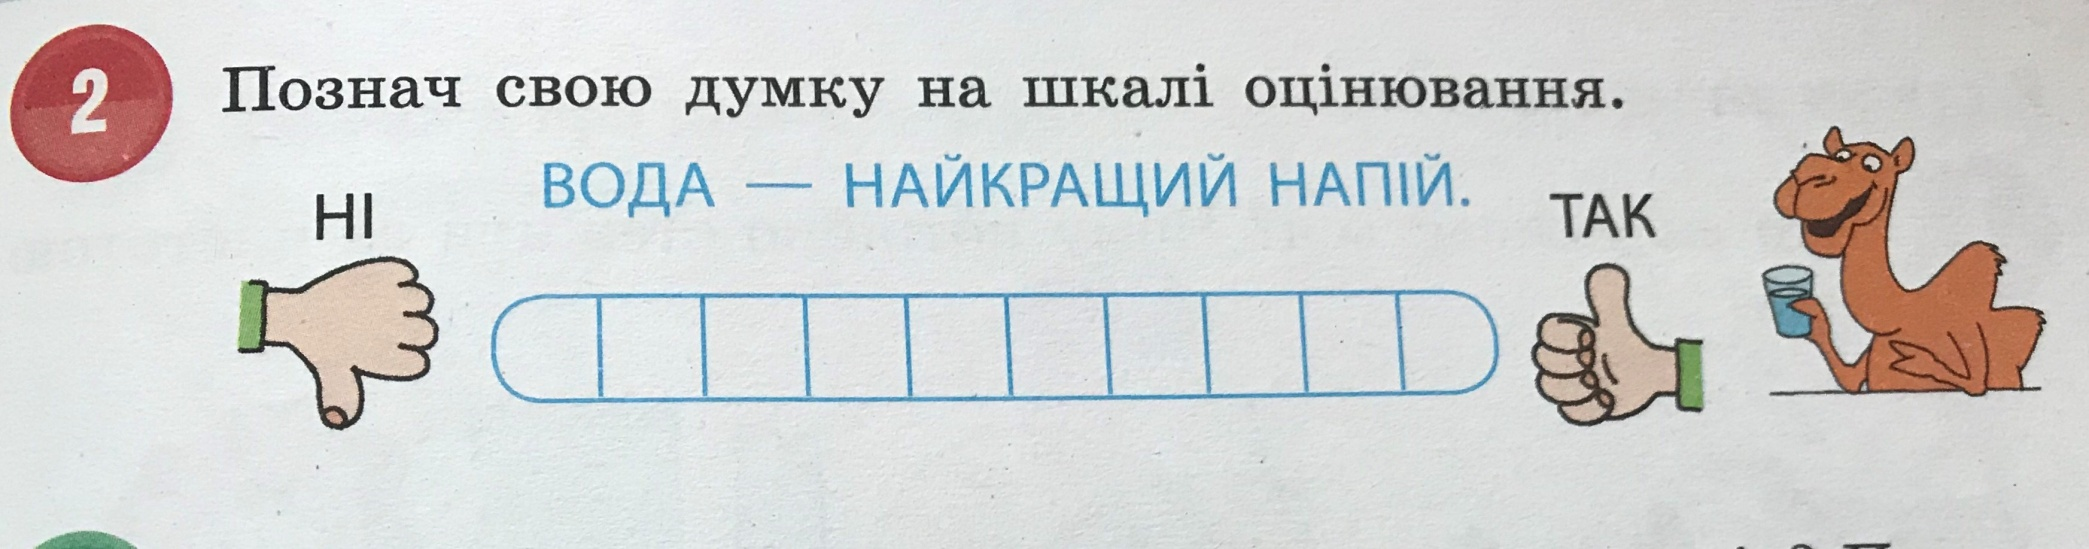 2 Познач свою думку на шкалі оцінювання.
ВОДА — НАЙКРАЩИЙ НАПІЙ.
НІ
ТАК